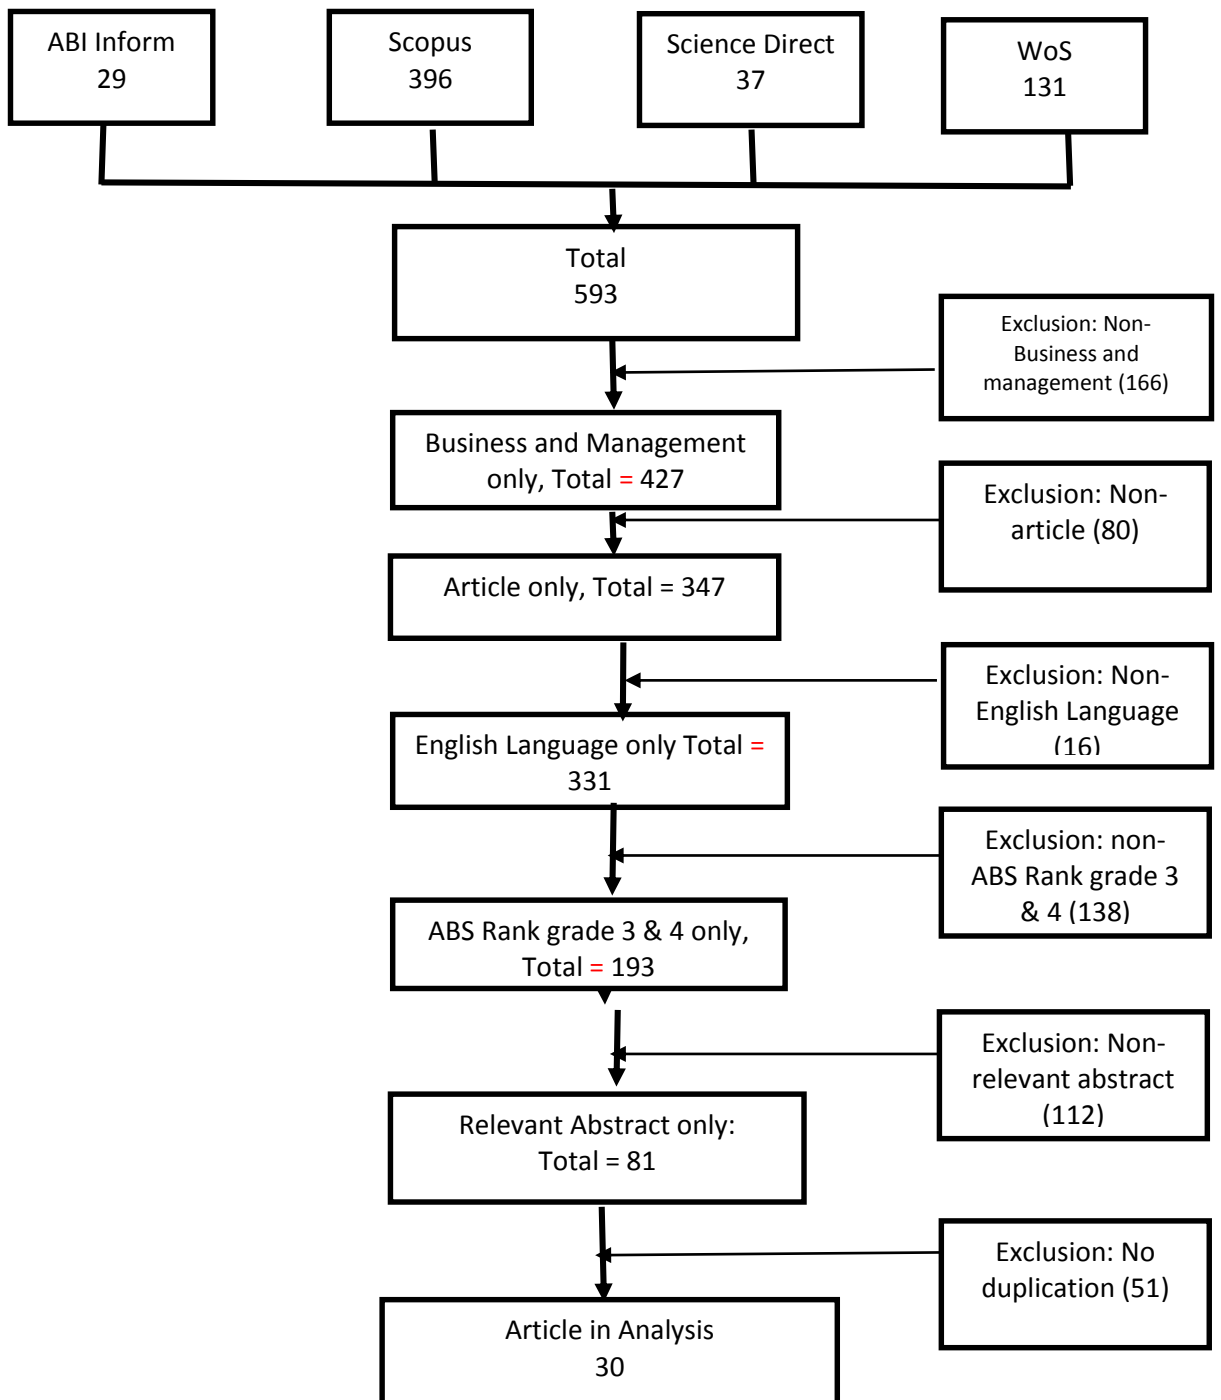 ABI Inform
29
Scopus
396
Science Direct
37
WoS
131
Total
593
Exclusion: Non-
Business and
management (166)
Business and Management
only, Total = 427
Exclusion: Non-
article (80)
Article only, Total = 347
Exclusion: Non-
English Language
(16)
English Language only Total =
331
Exclusion: non-
ABS Rank grade 3
& 4 (138)
ABS Rank grade 3 & 4 only,
Total = 193
Exclusion: Non-
relevant abstract
(112)
Relevant Abstract only:
Total = 81
Exclusion: No
duplication (51)
Article in Analysis
30